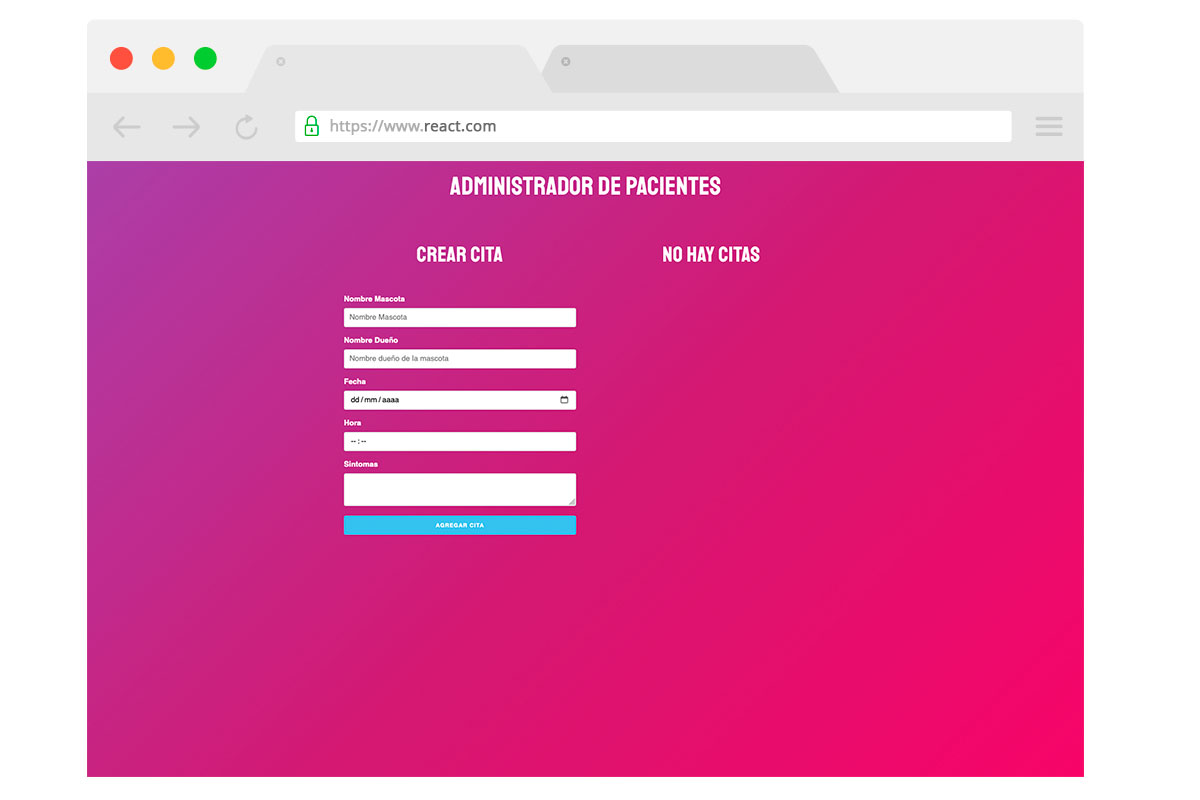 https://www.react.com
ADMINISTRADOR DE PACIENTES
CREAR CITA
NO HAY CITAS
Nombre Mascota
Nombre Mascota
Nombre Dueño
Nombre dueño de la mascota
Fecha
dd/mm/aaaa
Hora
--:--
Sintomas
AGREGAR CITA